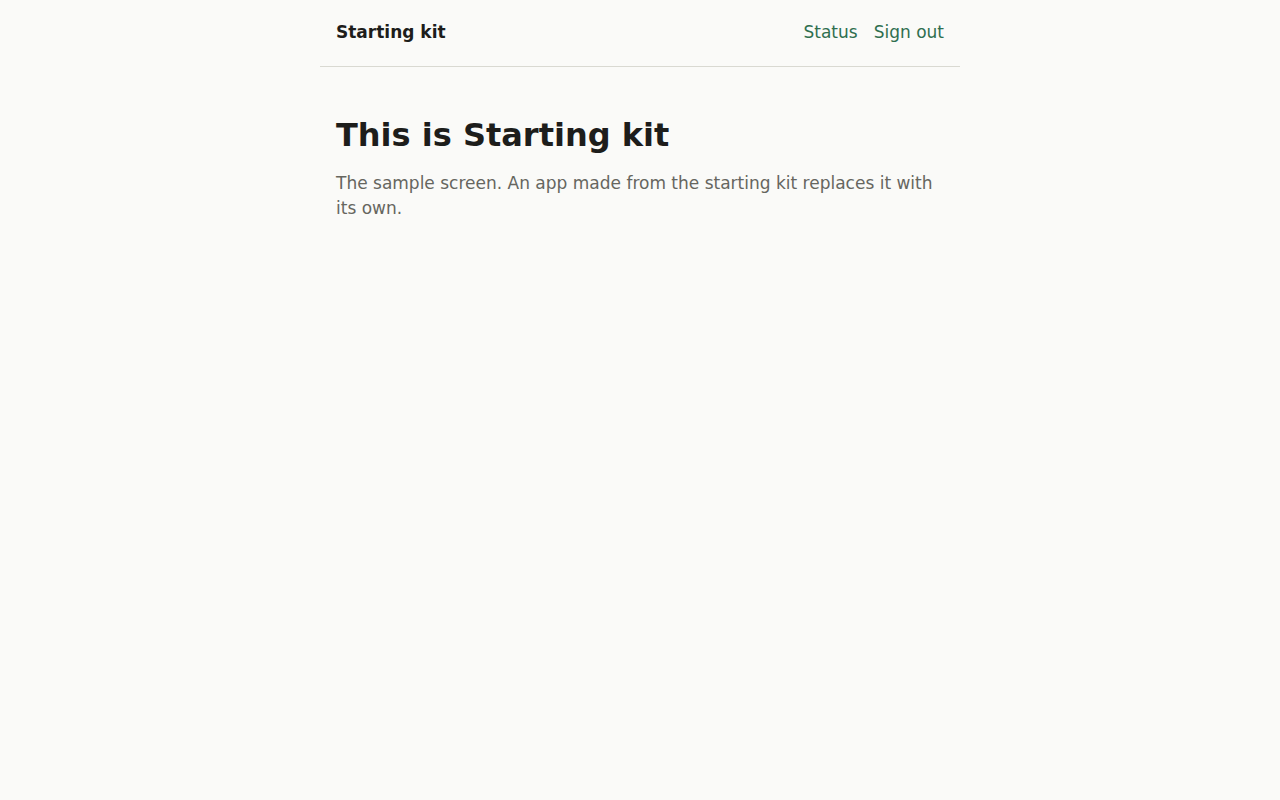 Starting kit
Status
Sign out
This is Starting kit
The sample screen. An app made from the starting kit replaces it with
its own.